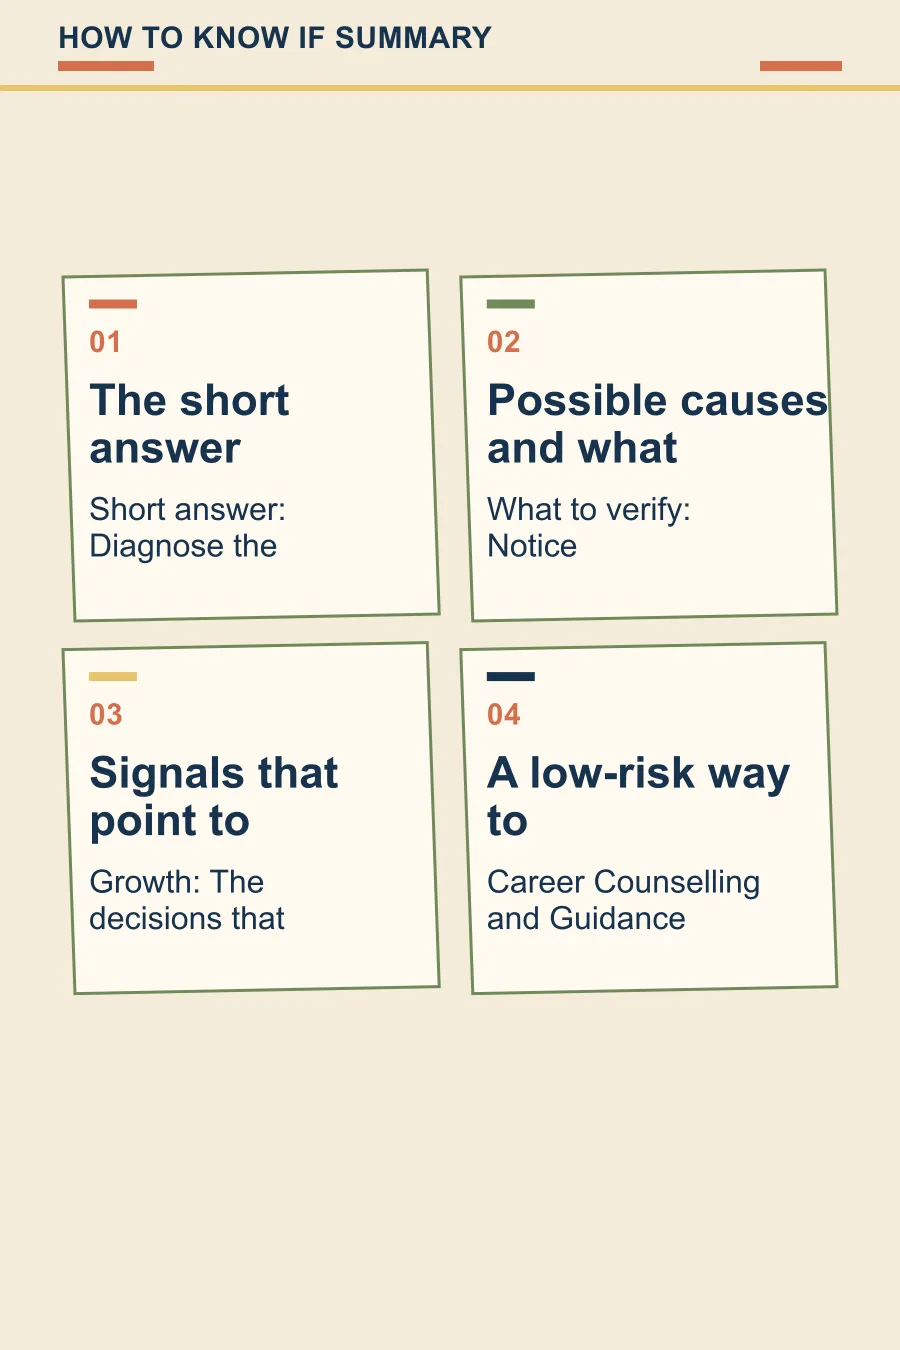 HOW TO KNOW IF SUMMARY
01
The short
answer
Short answer:
Diagnose the
02
Possible causes
and what
What to verify:
Notice
03
Signals that
point to
Growth: The
decisions that
04
A low-risk way
to
Career Counselling
and Guidance